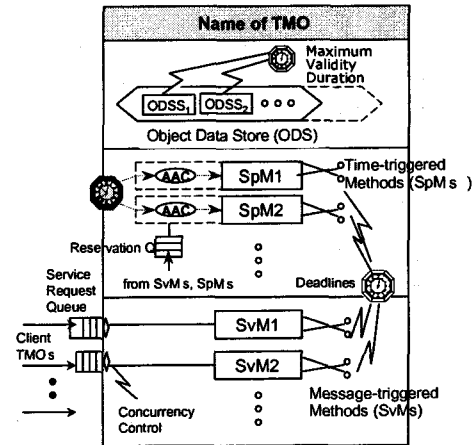 Name of TMO
Maximum
Validity
Duration
ODSS1 ODSS2
Object Data Store (ODS)
AAC SpM1
Time-triggered
Methods (SpMs)
AAC SpM2
Reservation Q
from SvMs, SpMs
Deadlines
Service
Request
Queue
SvM1
Client
TMOs
SvM2
Concurrency
Control
Message-triggered
Methods (SvMs)